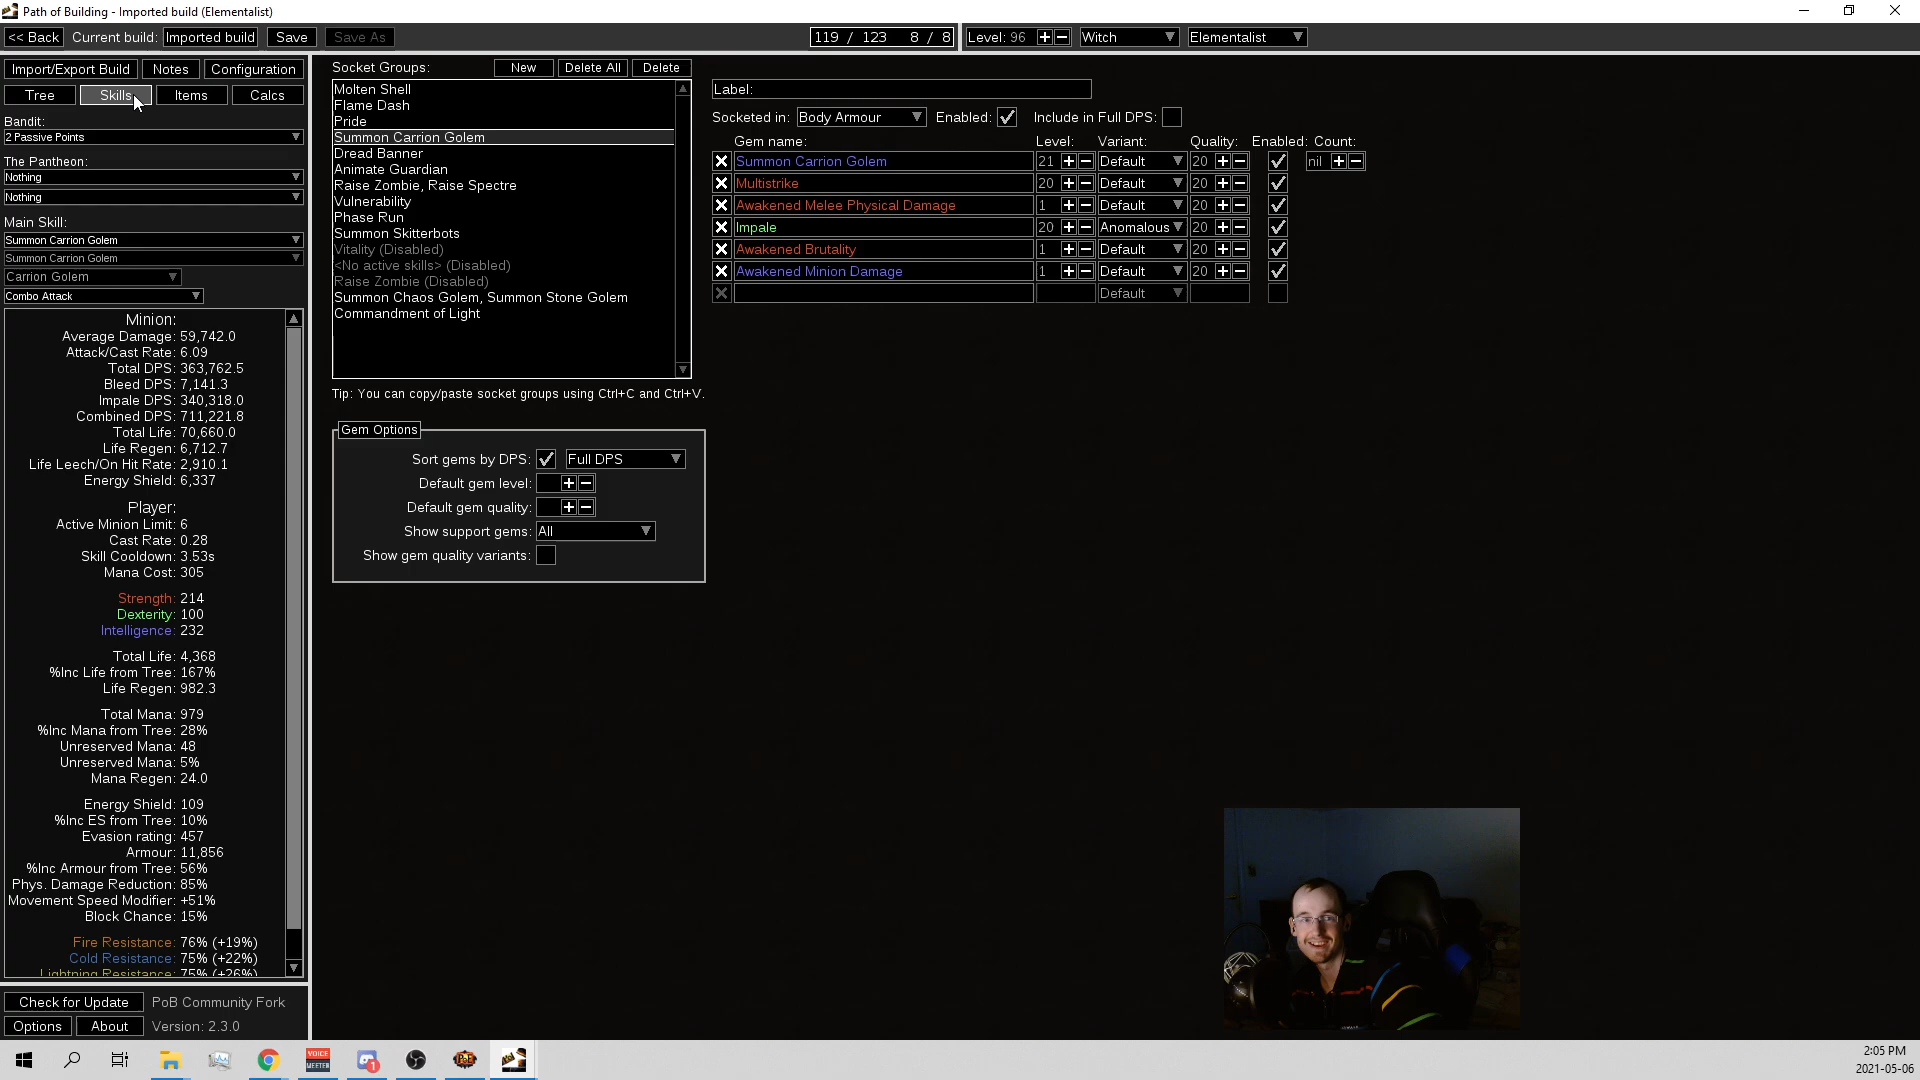 Path of Building - Imported build (Elementalist)
<< Back Current build: Imported build Save Save As 119 / 123 8 / 8 Level: 96 Witch Elementalist
Import/Export Build Notes Configuration
Tree Skills Items Calcs
Bandit:
2 Passive Points
The Pantheon:
Nothing
Nothing
Main Skill:
Summon Carrion Golem
Summon Carrion Golem
Carrion Golem
Combo Attack
Minion:
Average Damage: 59,742.0
Attack/Cast Rate: 6.09
Total DPS: 363,762.5
Bleed DPS: 7,141.3
Impale DPS: 340,318.0
Combined DPS: 711,221.8
Total Life: 70,660.0
Life Regen: 6,712.7
Life Leech/On Hit Rate: 2,910.1
Energy Shield: 6,337
Player:
Active Minion Limit: 6
Cast Rate: 0.28
Skill Cooldown: 3.53s
Mana Cost: 305
Strength: 214
Dexterity: 100
Intelligence: 232
Total Life: 4,368
%Inc Life from Tree: 167%
Life Regen: 982.3
Total Mana: 979
%Inc Mana from Tree: 28%
Unreserved Mana: 48
Unreserved Mana: 5%
Mana Regen: 24.0
Energy Shield: 109
%Inc ES from Tree: 10%
Evasion rating: 457
Armour: 11,856
%Inc Armour from Tree: 56%
Phys. Damage Reduction: 85%
Movement Speed Modifier: +51%
Block Chance: 15%
Fire Resistance: 76% (+19%)
Cold Resistance: 75% (+22%)
Lightning Resistance: 75% (+26%)
Check for Update PoB Community Fork
Options About Version: 2.3.0
Socket Groups: New Delete All Delete
Molten Shell
Flame Dash
Pride
Summon Carrion Golem
Dread Banner
Animate Guardian
Raise Zombie, Raise Spectre
Vulnerability
Phase Run
Summon Skitterbots
Vitality (Disabled)
<No active skills> (Disabled)
Raise Zombie (Disabled)
Summon Chaos Golem, Summon Stone Golem
Commandment of Light
Tip: You can copy/paste socket groups using Ctrl+C and Ctrl+V.
Gem Options
Sort gems by DPS: Full DPS
Default gem level:
Default gem quality:
Show support gems: All
Show gem quality variants:
Label:
Socketed in: Body Armour Enabled: Include in Full DPS:
Gem name: Level: Variant: Quality: Enabled: Count:
Summon Carrion Golem 21 Default 20 nil
Multistrike 20 Default 20
Awakened Melee Physical Damage 1 Default 20
Impale 20 Anomalous 20
Awakened Brutality 1 Default 20
Awakened Minion Damage 1 Default 20
Default
VOICE
MEETER
1
PoE
2:05 PM
2021-05-06